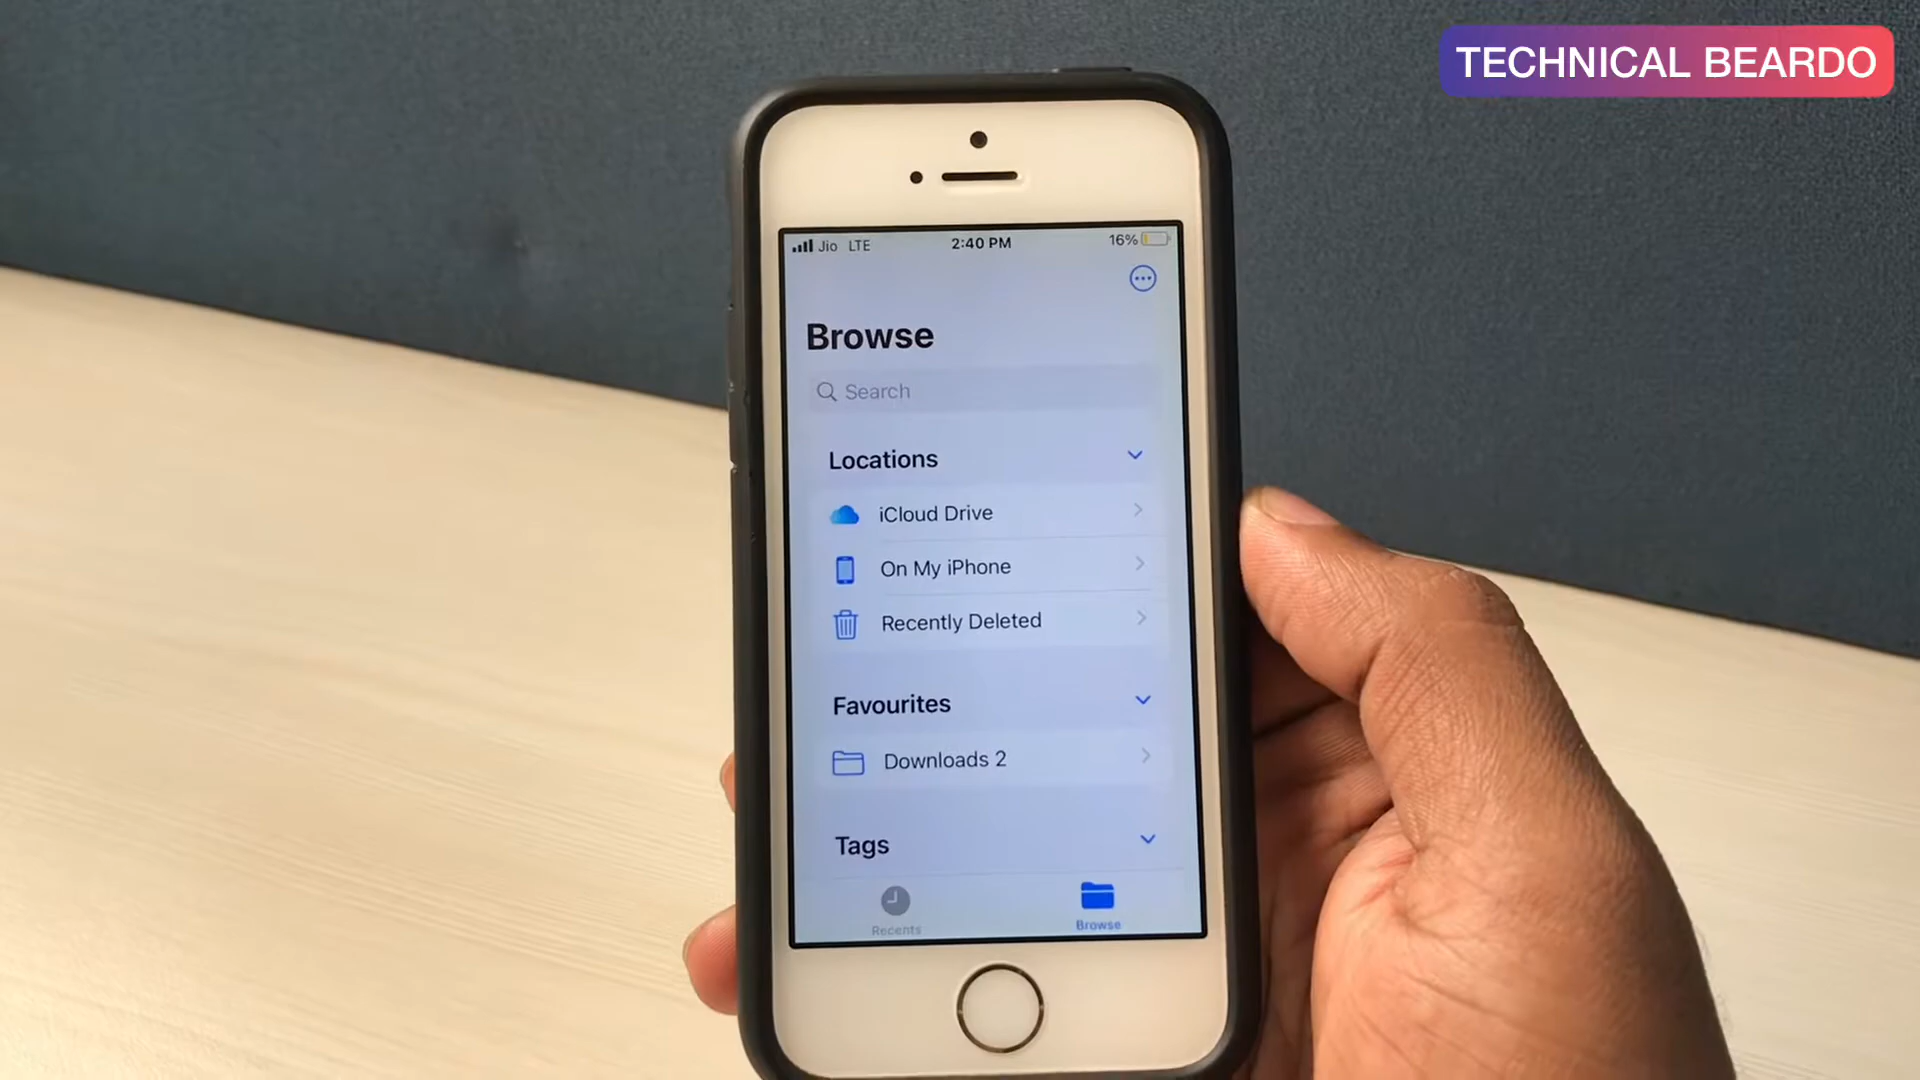 TECHNICAL BEARDO
Jio LTE 2:40 PM 16%
Browse
Search
Locations
iCloud Drive
On My iPhone
Recently Deleted
Favourites
Downloads 2
Tags
Recents Browse